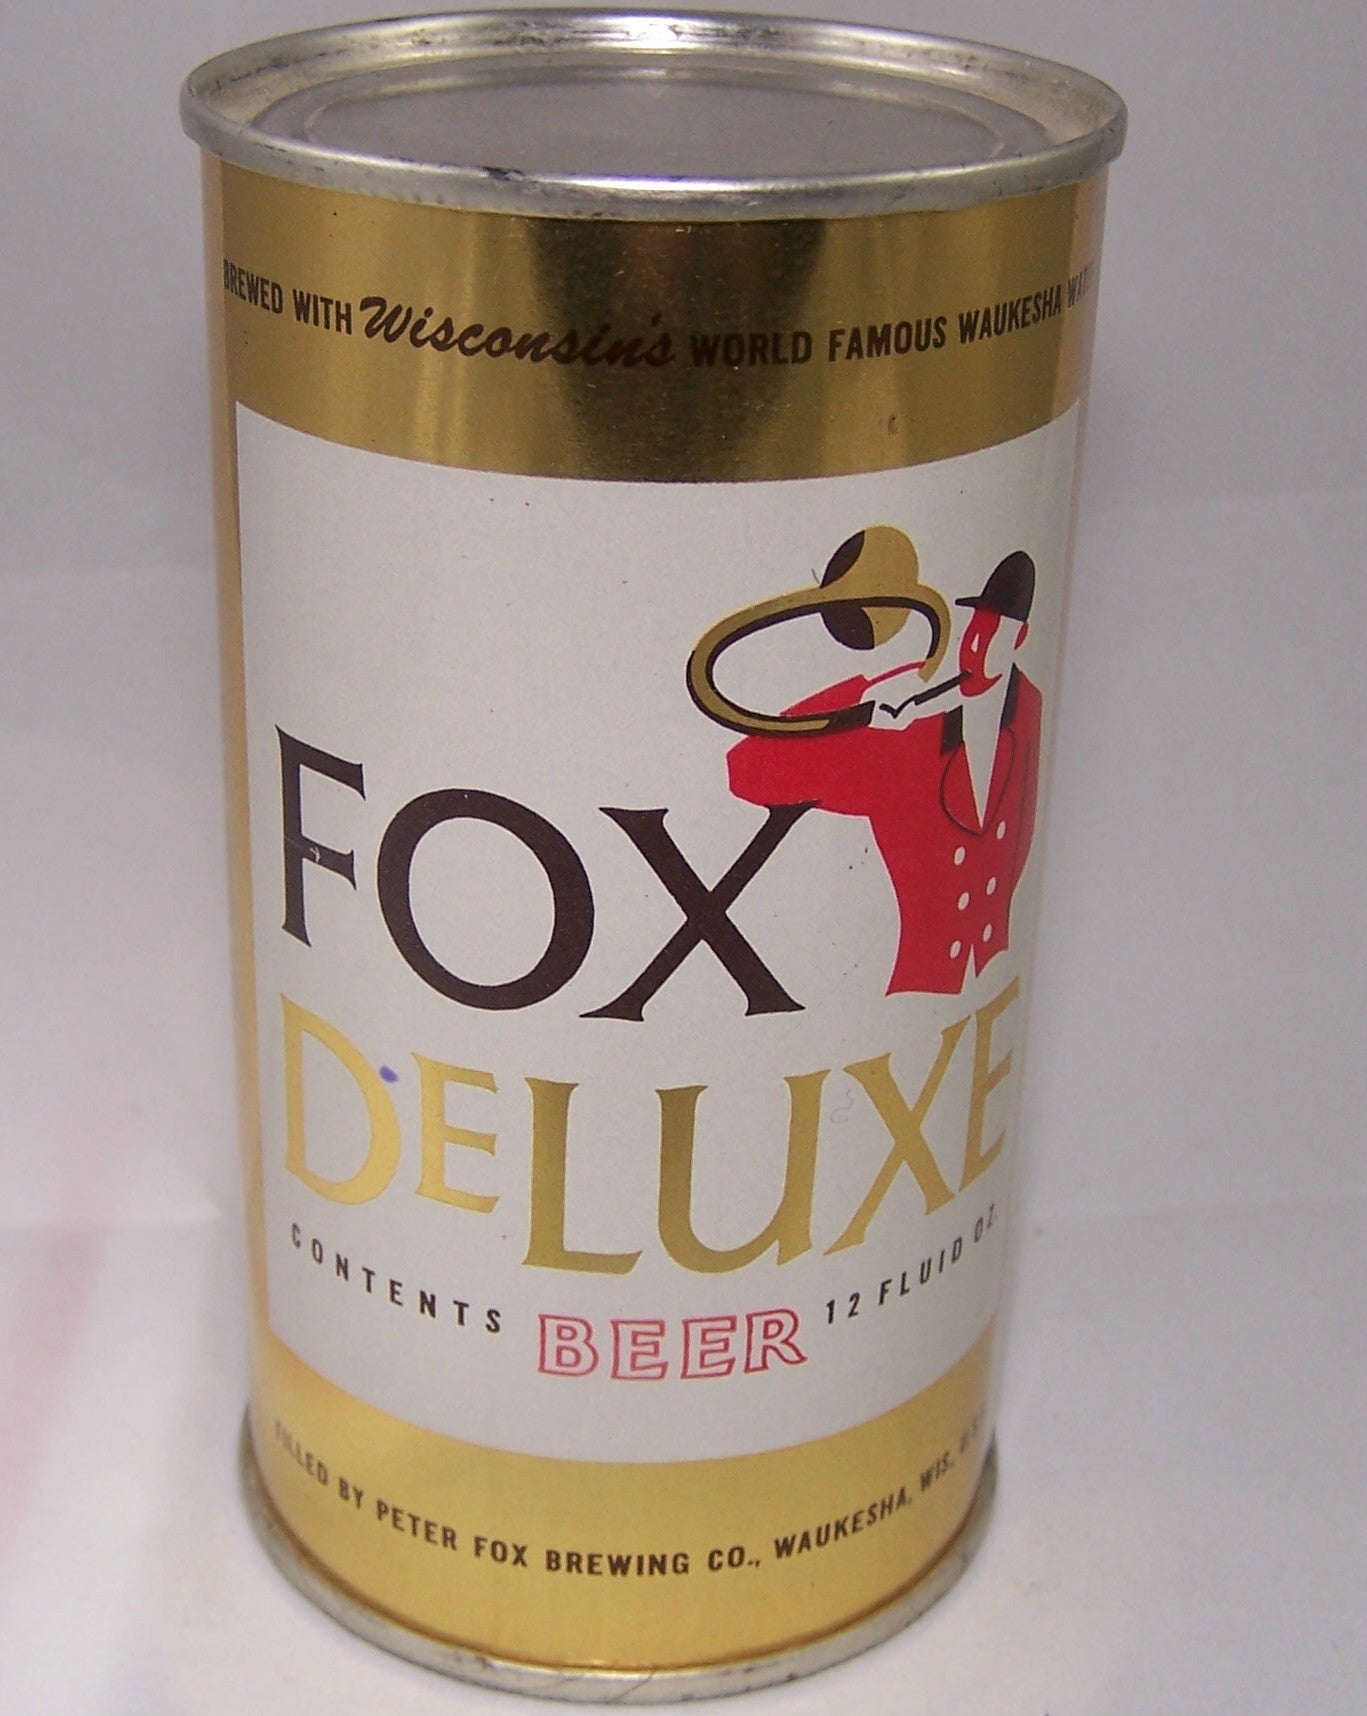 BREWED WITH Wisconsin's WORLD FAMOUS WAUKESHA
FOX
DELUXE
CONTENTS BEER 12 FLUID OZ.
FILLED BY PETER FOX BREWING CO., WAUKESHA, WIS. U.S.A.